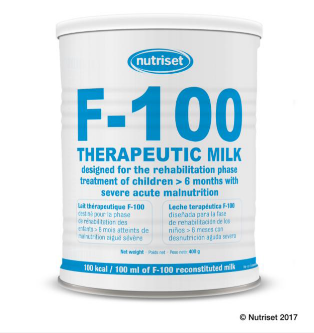 nutriset
F-100
THERAPEUTIC MILK
designed for the rehabilitation phase
treatment of children > 6 months with
severe acute malnutrition
Lait thérapeutique F-100
destiné pour la phase
de réhabilitation des
enfants > 6 mois atteints de
malnutrition aiguë sévère
Leche terapéutica F-100
diseñada para la fase
de rehabilitación de los
niños > 6 meses con
desnutrición aguda severa
Net weight - Poids net - Peso neto : 400 g
100 kcal / 100 ml of F-100 reconstituted milk
© Nutriset 2017